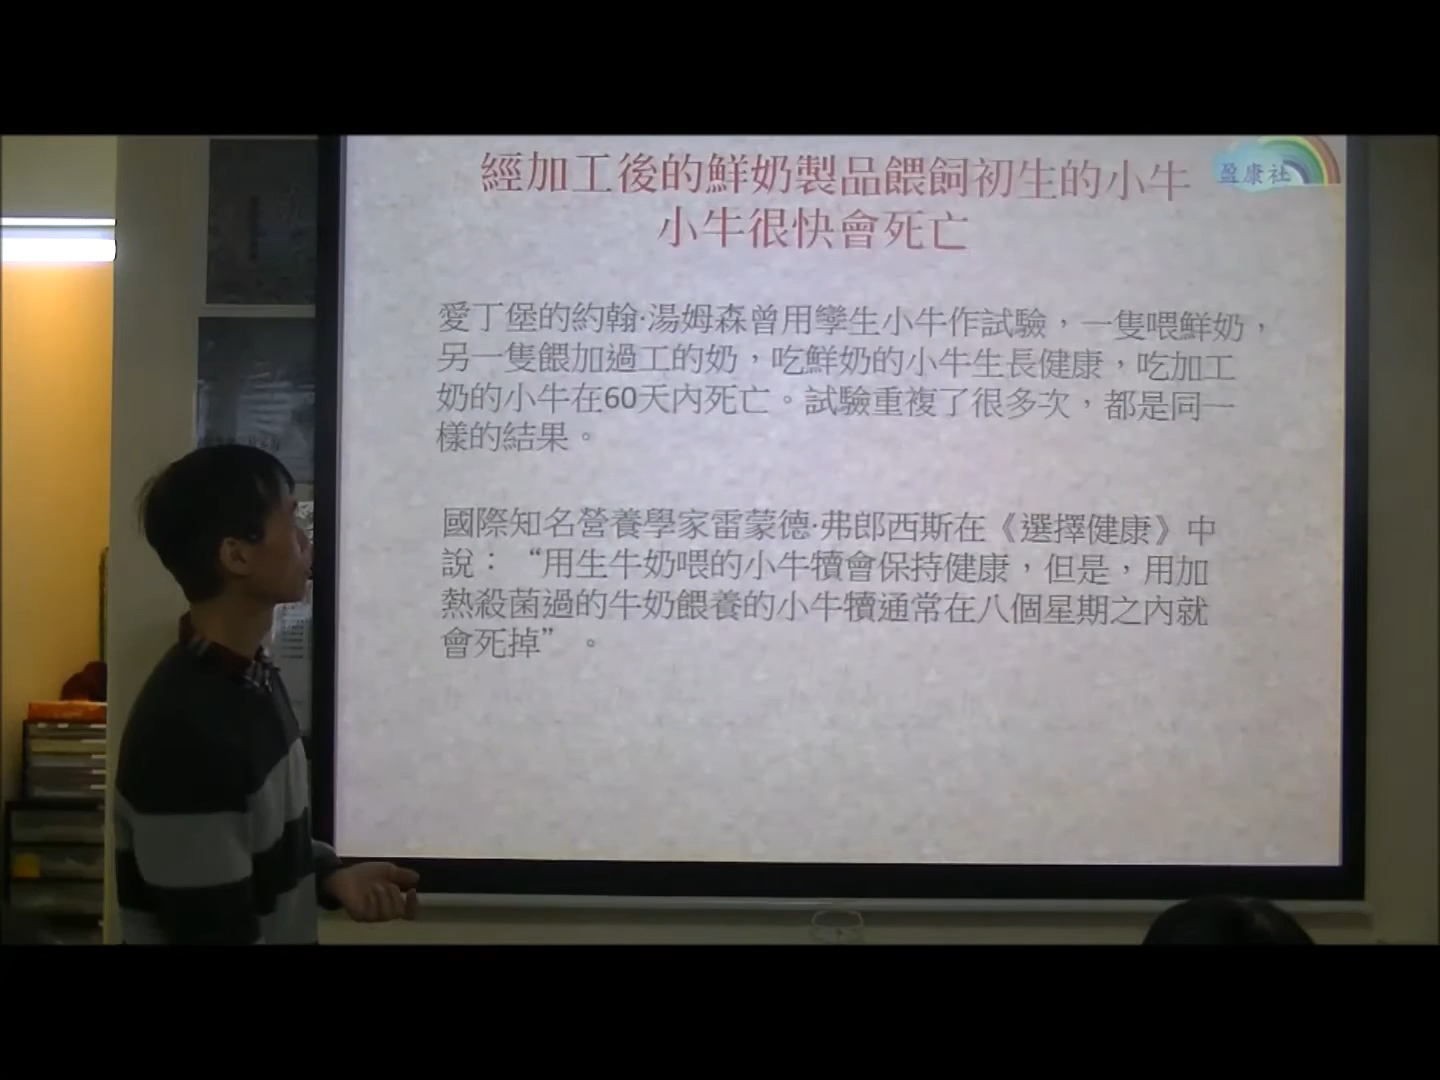 經加工後的鮮奶製品餵飼初生的小牛
小牛很快會死亡
盈康社
愛丁堡的約翰·湯姆森曾用孿生小牛作試驗，一隻喂鮮奶，
另一隻餵加過工的奶，吃鮮奶的小牛生長健康，吃加工
奶的小牛在60天內死亡。試驗重複了很多次，都是同一
樣的結果。
國際知名營養學家雷蒙德·弗郎西斯在《選擇健康》中
說：“用生牛奶喂的小牛犢會保持健康，但是，用加
熱殺菌過的牛奶餵養的小牛犢通常在八個星期之內就
會死掉”。